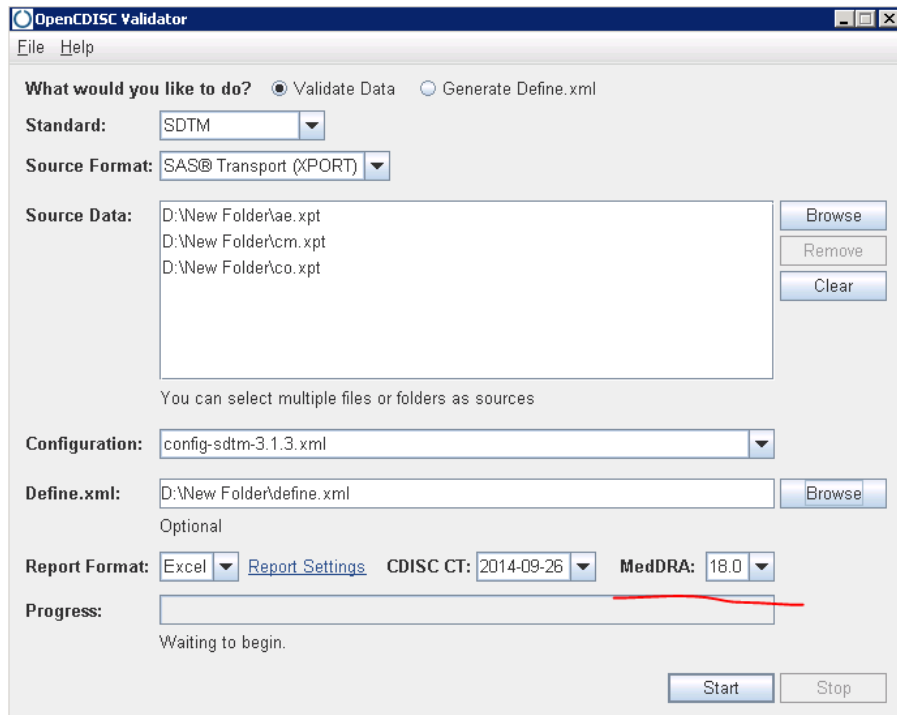 OpenCDISC Validator
File Help
What would you like to do? Validate Data Generate Define.xml
Standard: SDTM
Source Format: SAS® Transport (XPORT)
Source Data: D:\New Folder\ae.xpt Browse
D:\New Folder\cm.xpt Remove
D:\New Folder\co.xpt
Clear
You can select multiple files or folders as sources
Configuration: config-sdtm-3.1.3.xml
Define.xml: D:\New Folder\define.xml Browse
Optional
Report Format: Excel Report Settings CDISC CT: 2014-09-26 MedDRA: 18.0
Progress:
Waiting to begin.
Start Stop